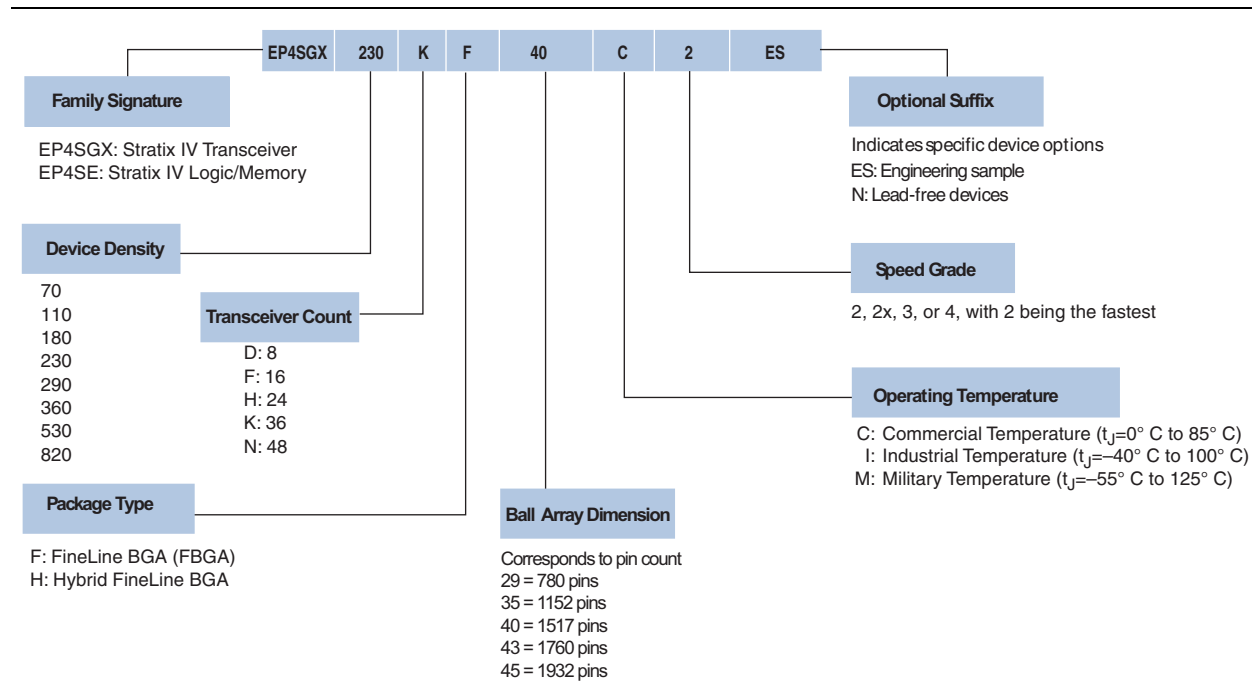 EP4SGX 230 K F 40 C 2 ES
Family Signature
EP4SGX: Stratix IV Transceiver
EP4SE: Stratix IV Logic/Memory
Optional Suffix
Indicates specific device options
ES: Engineering sample
N: Lead-free devices
Device Density
70
110
180
230
290
360
530
820
Transceiver Count
D: 8
F: 16
H: 24
K: 36
N: 48
Speed Grade
2, 2x, 3, or 4, with 2 being the fastest
Operating Temperature
C: Commercial Temperature (tJ=0° C to 85° C)
I: Industrial Temperature (tJ=–40° C to 100° C)
M: Military Temperature (tJ=–55° C to 125° C)
Package Type
F: FineLine BGA (FBGA)
H: Hybrid FineLine BGA
Ball Array Dimension
Corresponds to pin count
29 = 780 pins
35 = 1152 pins
40 = 1517 pins
43 = 1760 pins
45 = 1932 pins